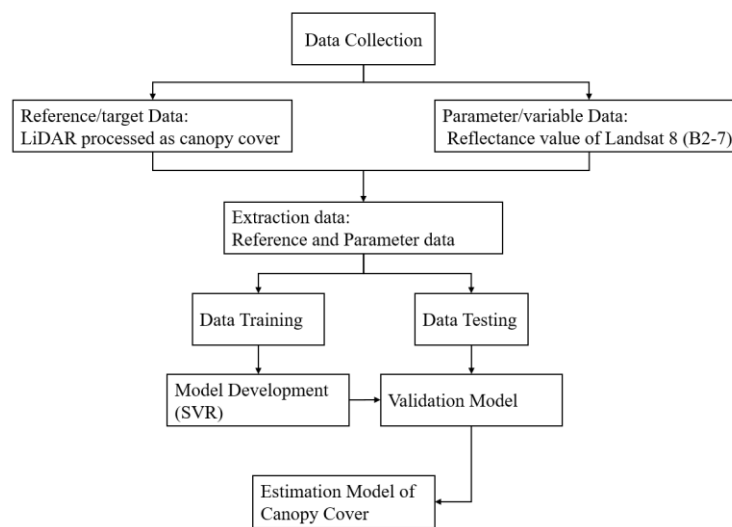 Data Collection
Reference/target Data:
LiDAR processed as canopy cover
Parameter/variable Data:
Reflectance value of Landsat 8 (B2-7)
Extraction data:
Reference and Parameter data
Data Training
Data Testing
Model Development
(SVR)
Validation Model
Estimation Model of
Canopy Cover